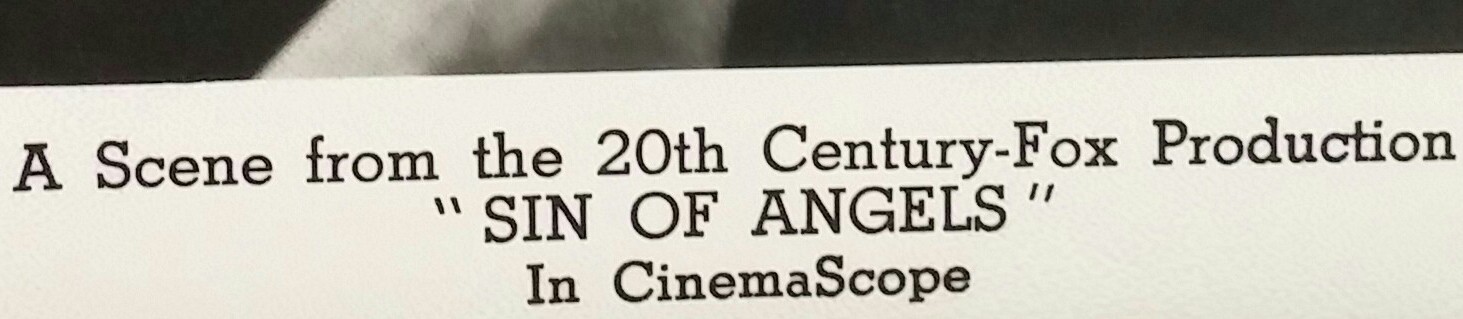 A Scene from the 20th Century-Fox Production
"SIN OF ANGELS"
In CinemaScope